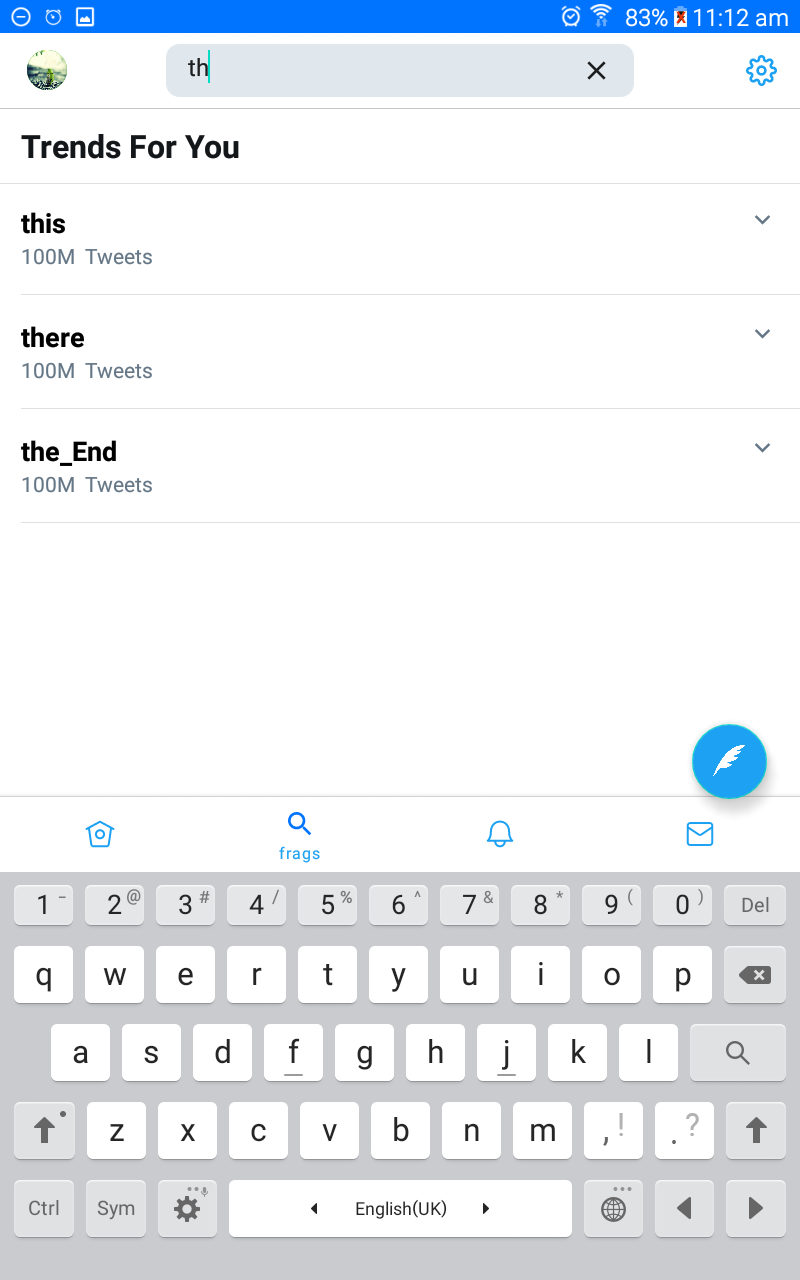 83% 11:12 am
th
Trends For You
this
100M Tweets
there
100M Tweets
the_End
100M Tweets
frags
1 – 2 @ 3 # 4 / 5 % 6 ^ 7 & 8 * 9 ( 0 ) Del
q w e r t y u i o p
a s d f g h j k l
z x c v b n m , ! . ?
Ctrl Sym English(UK)